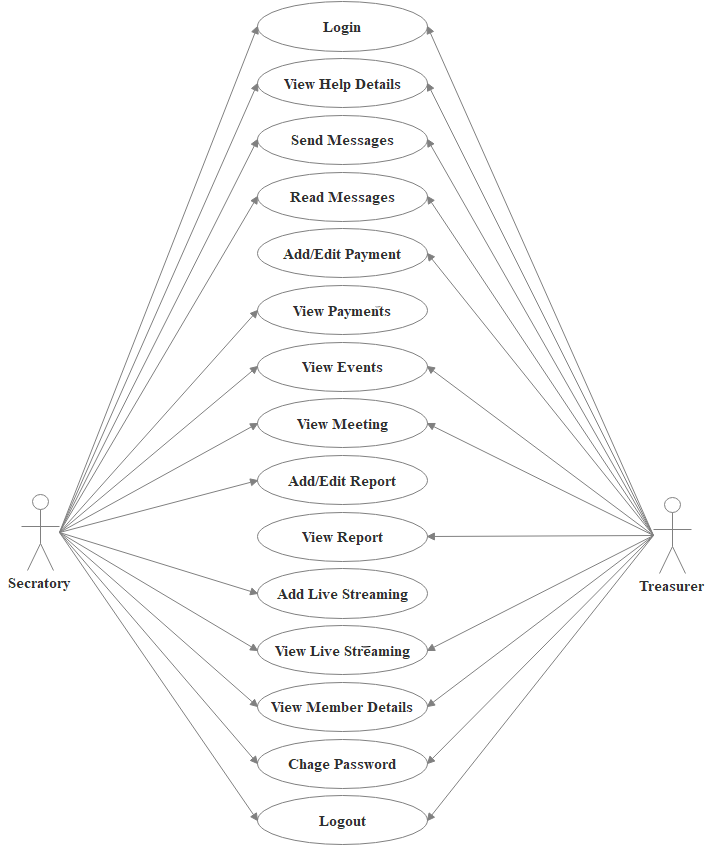 Login
View Help Details
Send Messages
Read Messages
Add/Edit Payment
View Payments
View Events
View Meeting
Add/Edit Report
View Report
Secratory
Treasurer
Add Live Streaming
View Live Streaming
View Member Details
Chage Password
Logout